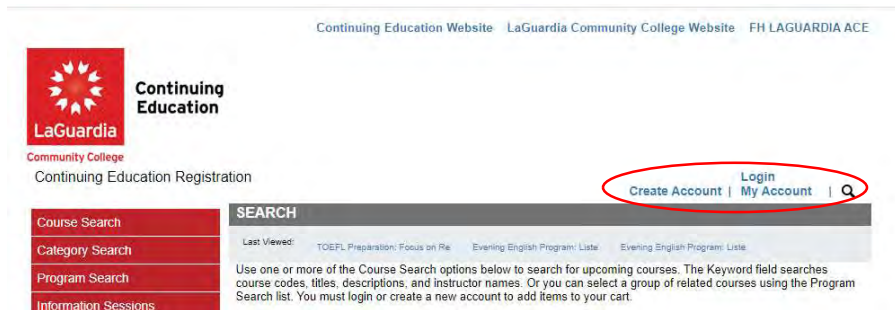 Continuing Education Website LaGuardia Community College Website FH LAGUARDIA ACE
Continuing
Education
LaGuardia
Community College
Continuing Education Registration
Login
Create Account | My Account |
Course Search
Category Search
Program Search
Information Sessions
SEARCH
Last Viewed: TOEFL Preparation: Focus on Re Evening English Program: Liste Evening English Program: Liste
Use one or more of the Course Search options below to search for upcoming courses. The Keyword field searches
course codes, titles, descriptions, and instructor names. Or you can select a group of related courses using the Program
Search list. You must login or create a new account to add items to your cart.